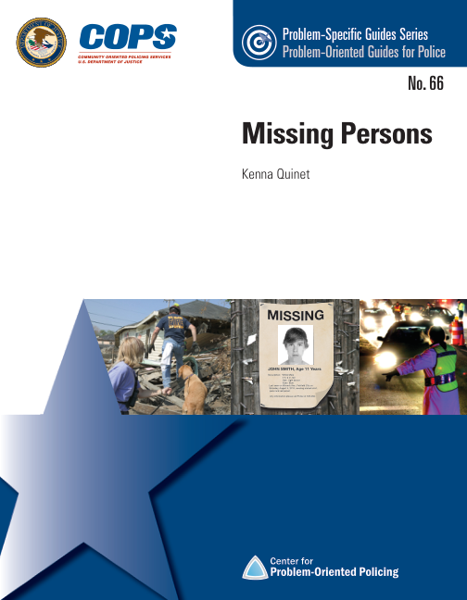 COPS
COMMUNITY ORIENTED POLICING SERVICES
U.S. DEPARTMENT OF JUSTICE
Problem-Specific Guides Series
Problem-Oriented Guides for Police
No. 66
Missing Persons
Kenna Quinet
MISSING
JOHN SMITH, Age 11 Years
Center for
Problem-Oriented Policing